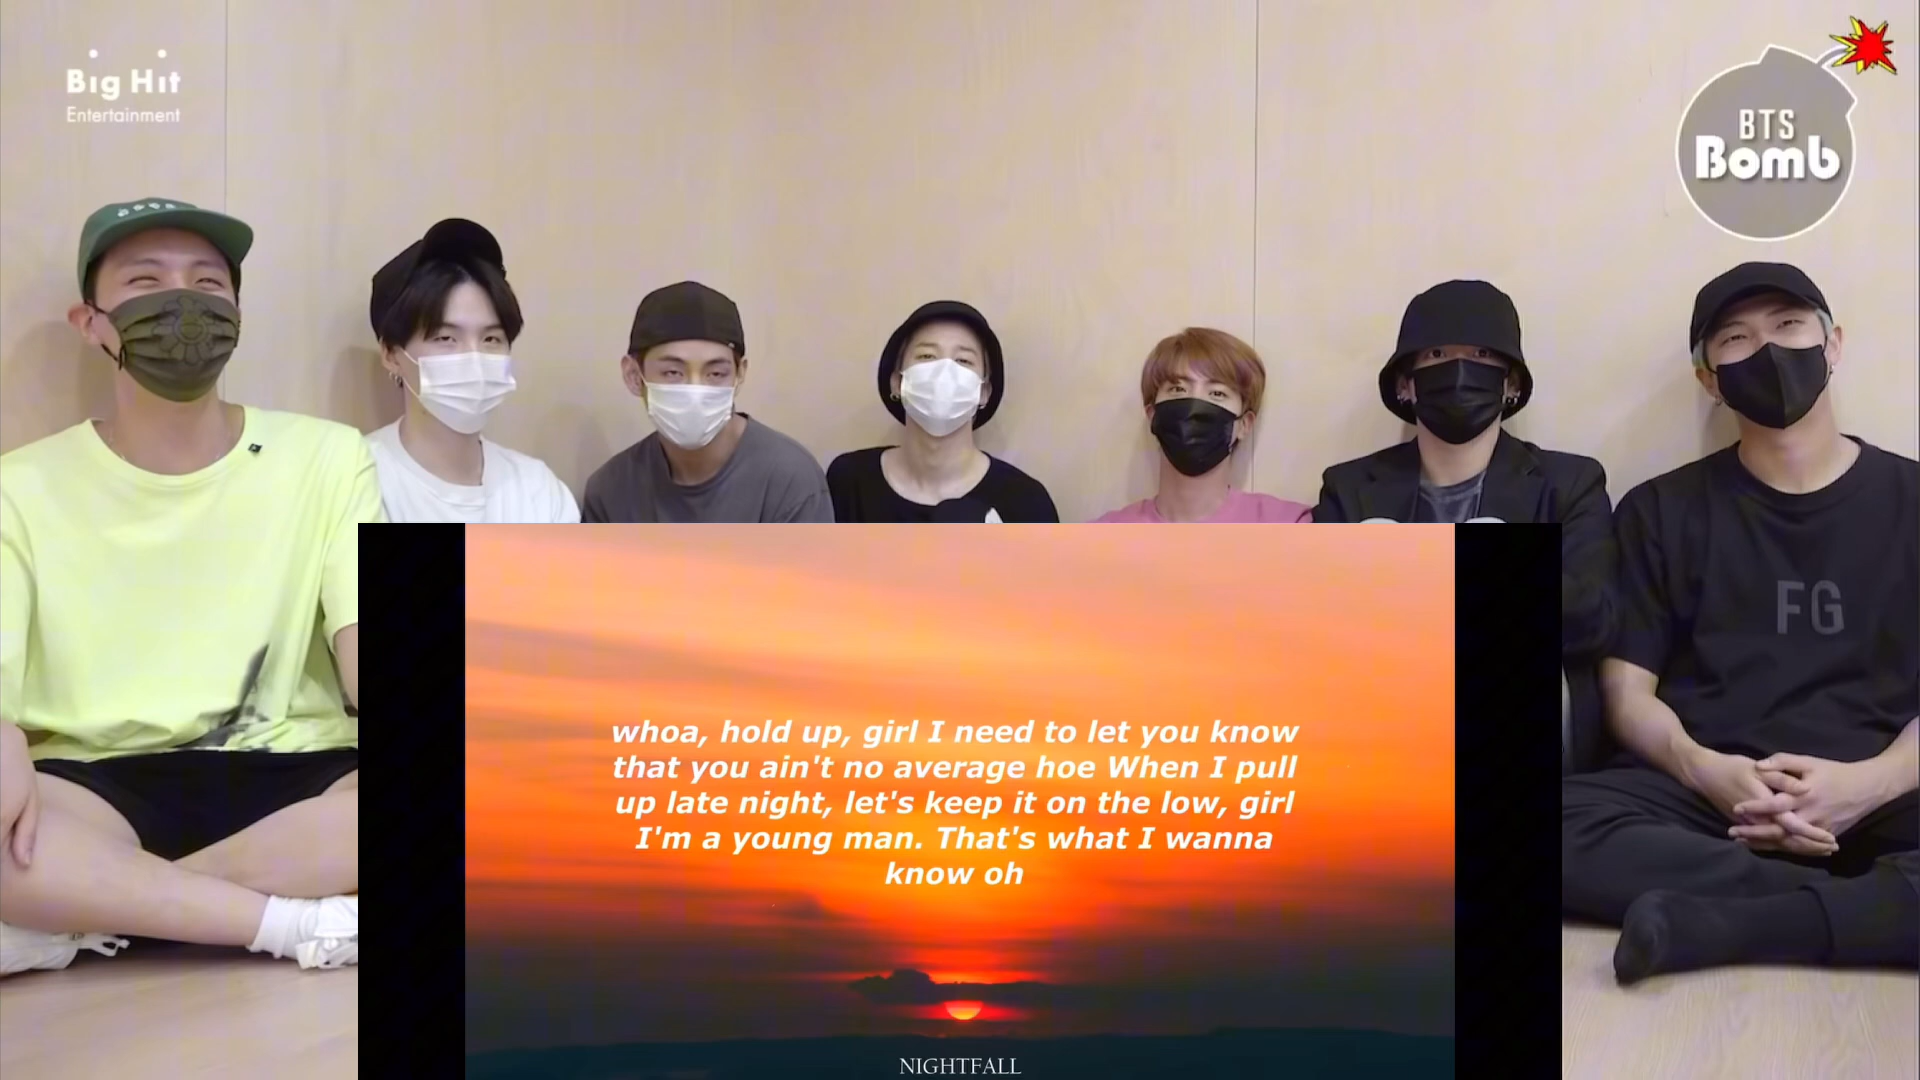 Big Hit
Entertainment
BTS
Bomb
FG
whoa, hold up, girl I need to let you know
that you ain't no average hoe When I pull
up late night, let's keep it on the low, girl
I'm a young man. That's what I wanna
know oh
NIGHTFALL